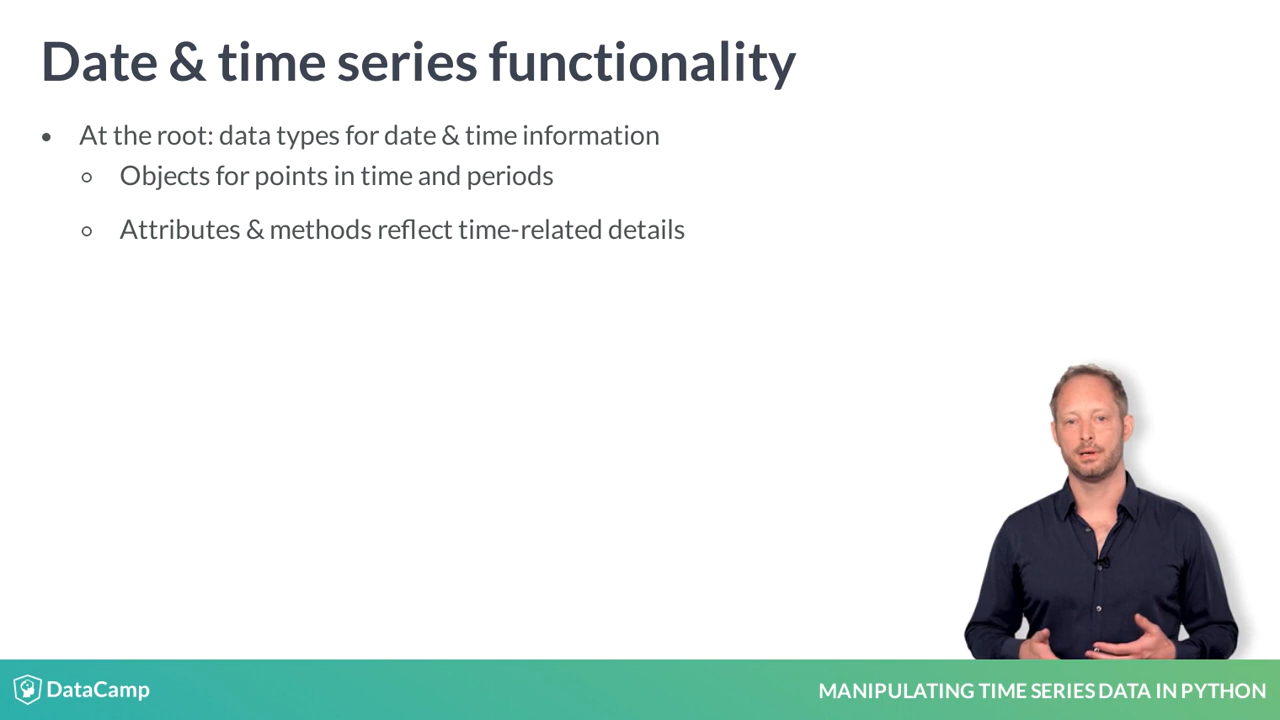 Date & time series functionality
• At the root: data types for date & time information
○ Objects for points in time and periods
○ Attributes & methods reflect time-related details
DataCamp
MANIPULATING TIME SERIES DATA IN PYTHON